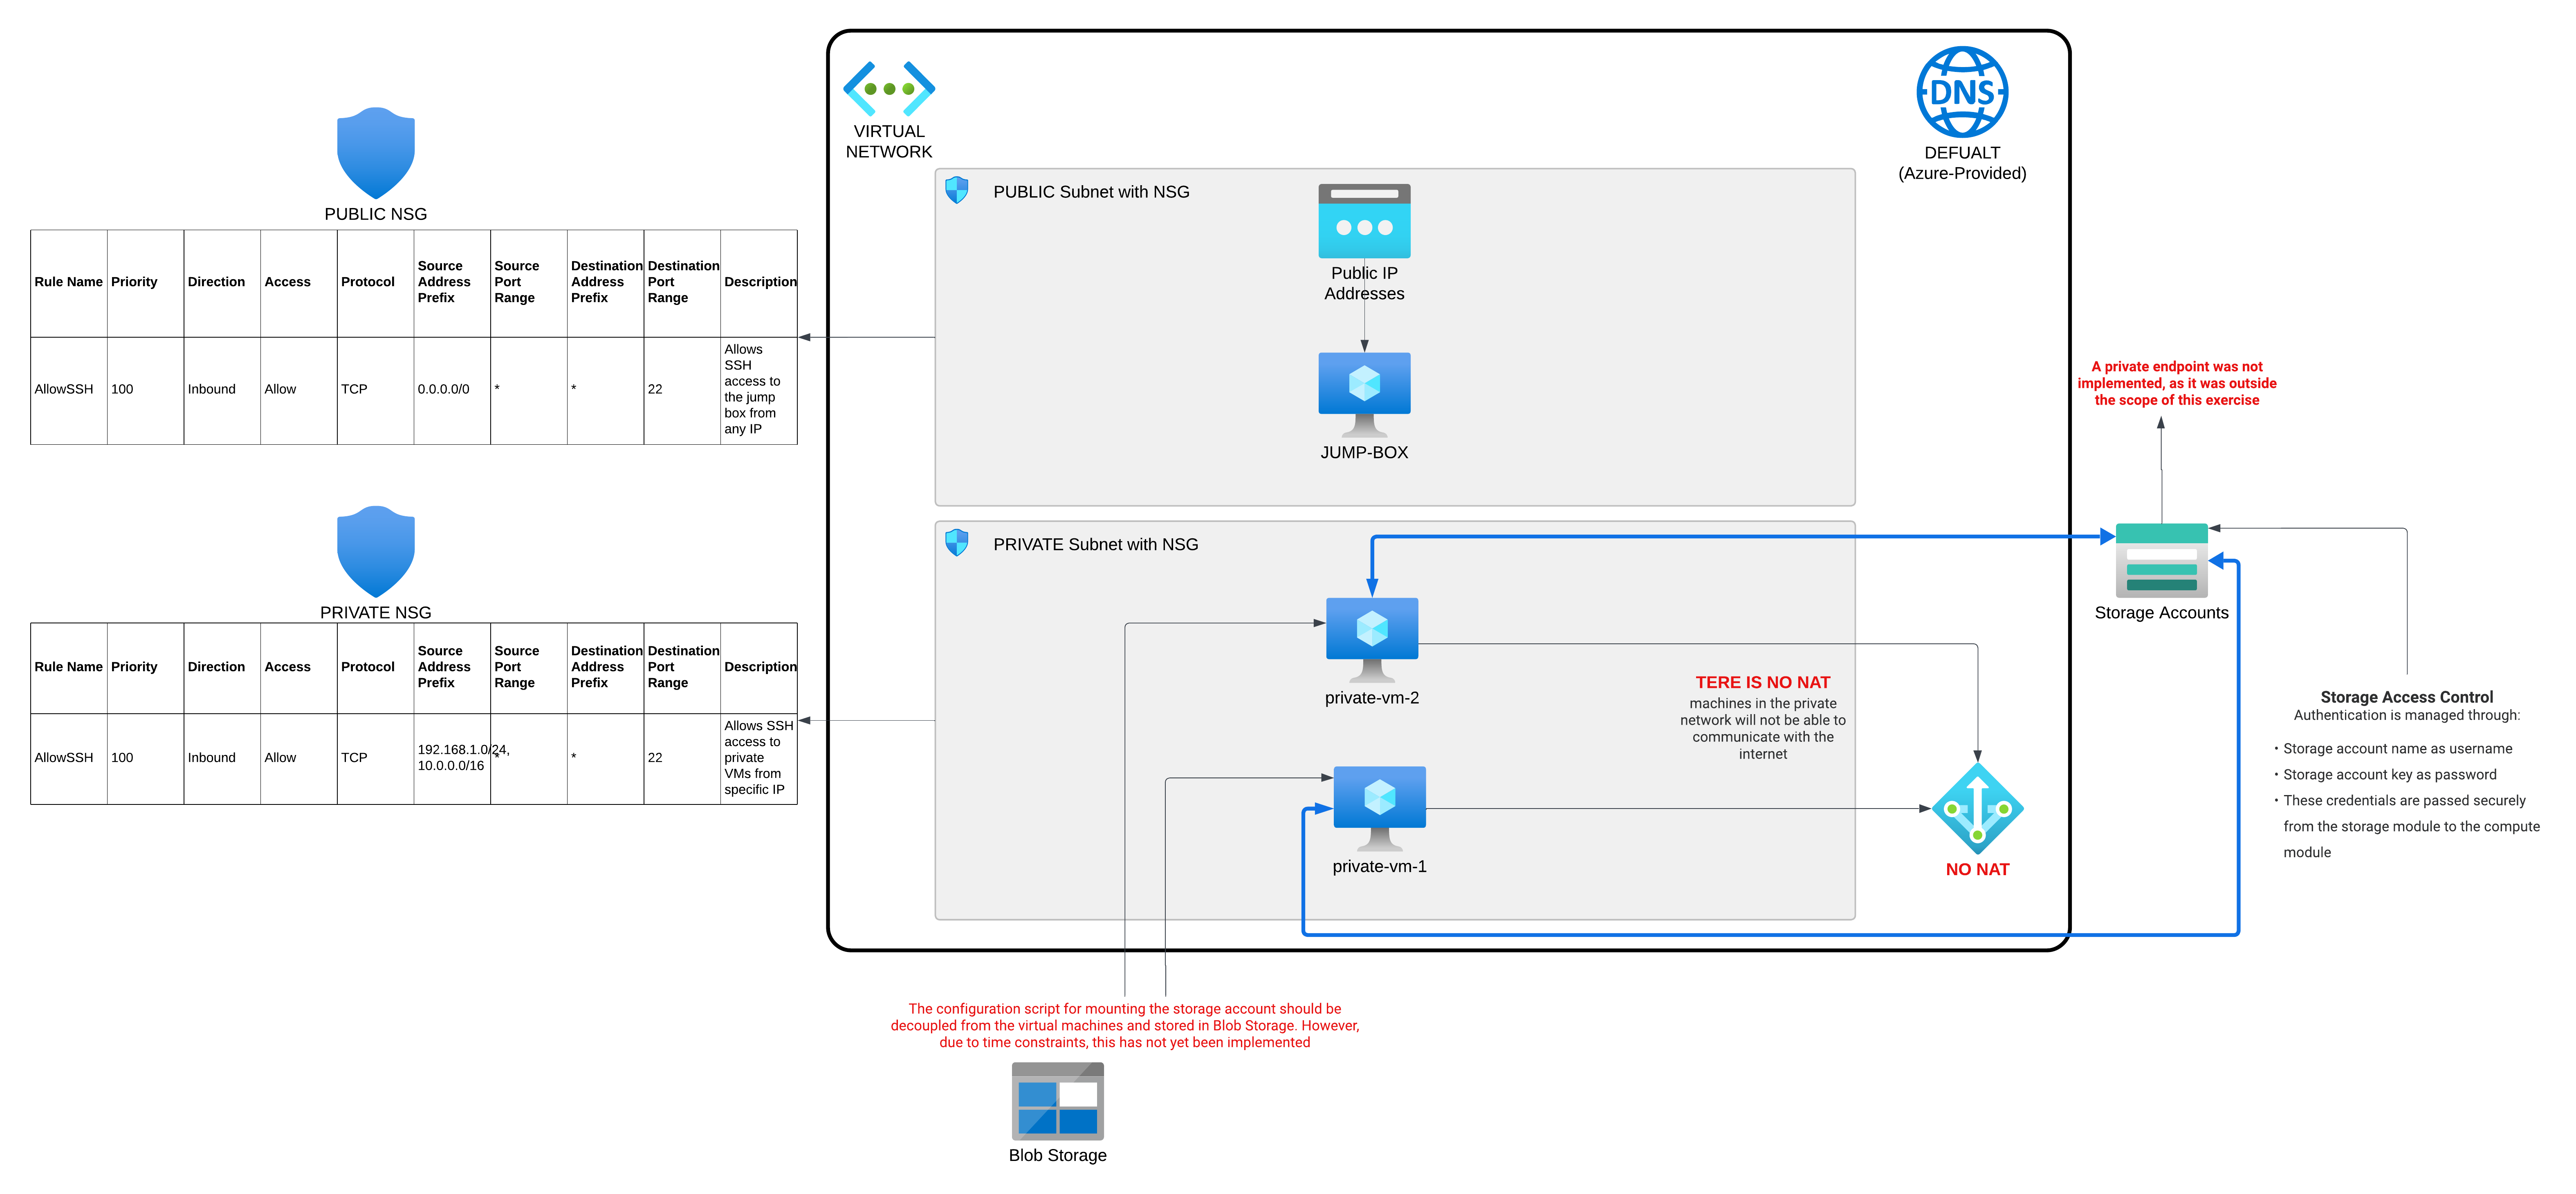 VIRTUAL
NETWORK
DNS
DEFUALT
(Azure-Provided)
PUBLIC NSG
Rule Name
Priority
Direction
Access
Protocol
Source
Address
Prefix
Source
Port
Range
Destination
Address
Prefix
Destination
Port
Range
Description
AllowSSH
100
Inbound
Allow
TCP
0.0.0.0/0
*
*
22
Allows
SSH
access to
the jump
box from
any IP
PUBLIC Subnet with NSG
Public IP
Addresses
JUMP-BOX
A private endpoint was not
implemented, as it was outside
the scope of this exercise
PRIVATE NSG
Rule Name
Priority
Direction
Access
Protocol
Source
Address
Prefix
Source
Port
Range
Destination
Address
Prefix
Destination
Port
Range
Description
AllowSSH
100
Inbound
Allow
TCP
192.168.1.0/24,
10.0.0.0/16
*
*
22
Allows SSH
access to
private
VMs from
specific IP
PRIVATE Subnet with NSG
private-vm-2
TERE IS NO NAT
machines in the private
network will not be able to
communicate with the
internet
private-vm-1
NO NAT
Storage Accounts
Storage Access Control
Authentication is managed through:
• Storage account name as username
• Storage account key as password
• These credentials are passed securely
from the storage module to the compute
module
The configuration script for mounting the storage account should be
decoupled from the virtual machines and stored in Blob Storage. However,
due to time constraints, this has not yet been implemented
Blob Storage